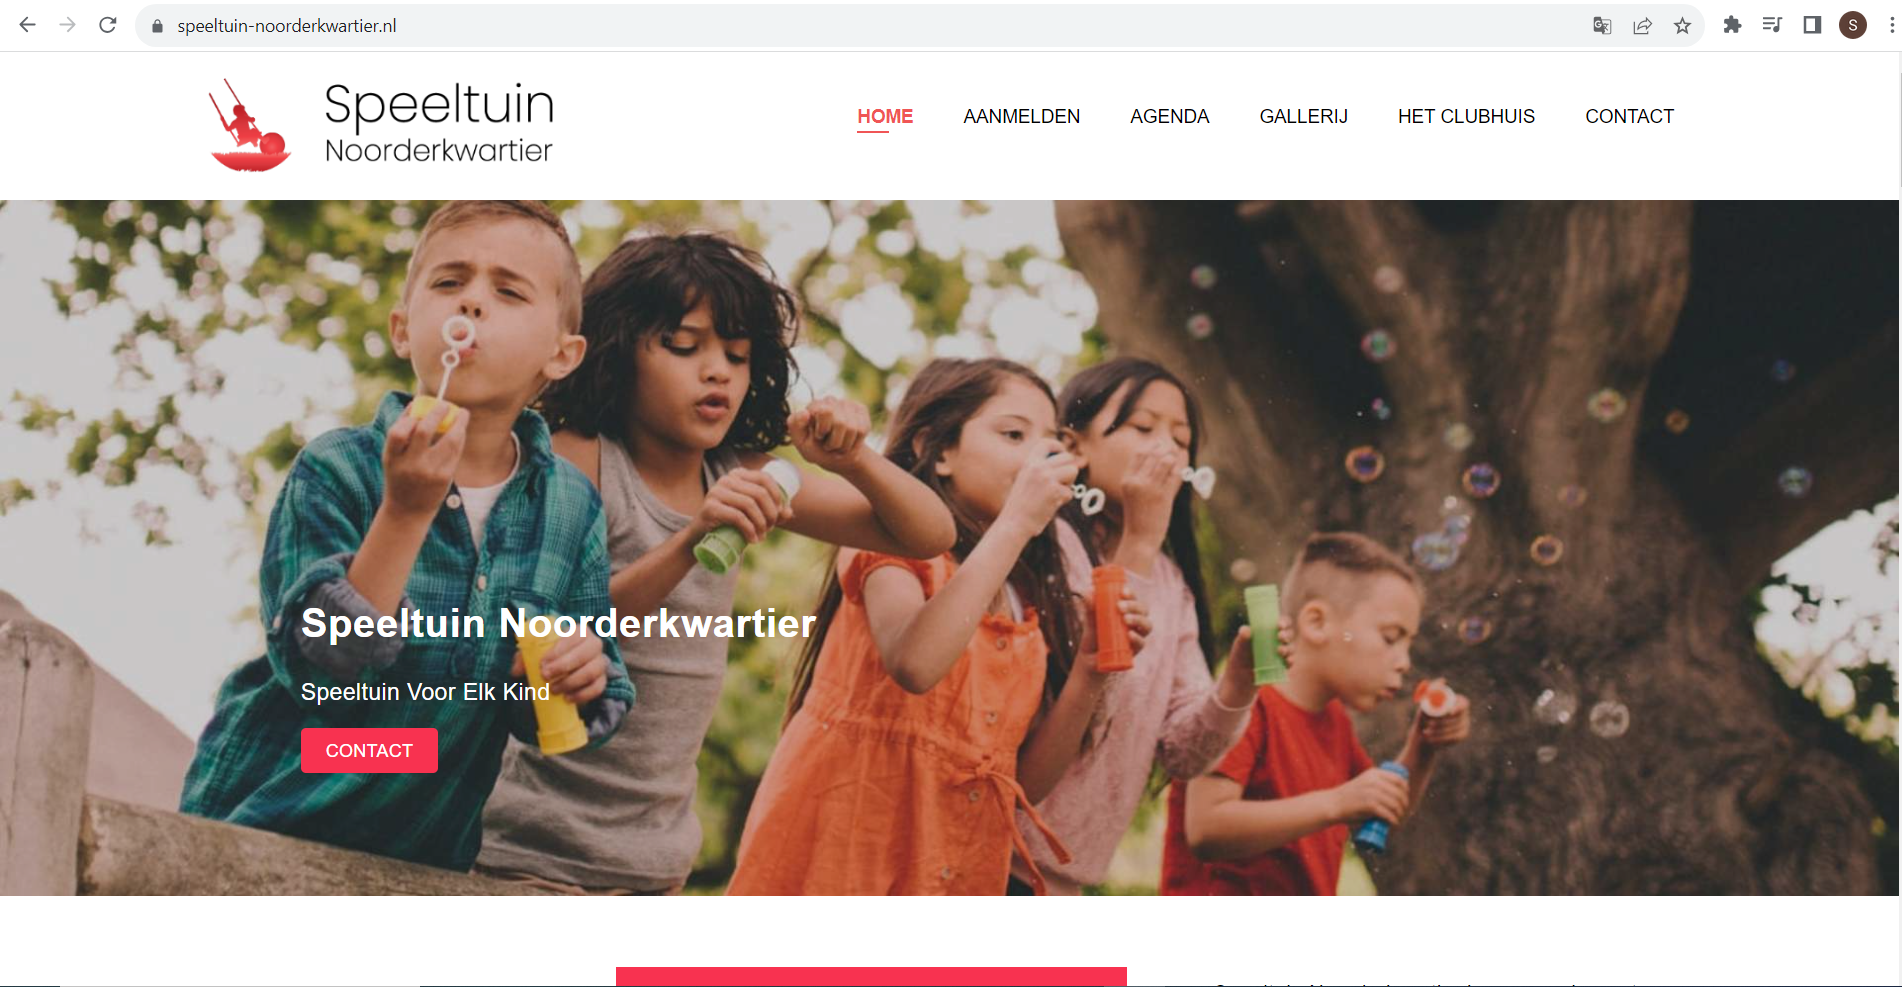 speeltuin-noorderkwartier.nl
S
Speeltuin
Noorderkwartier
HOME AANMELDEN AGENDA GALLERIJ HET CLUBHUIS CONTACT
Speeltuin Noorderkwartier
Speeltuin Voor Elk Kind
CONTACT